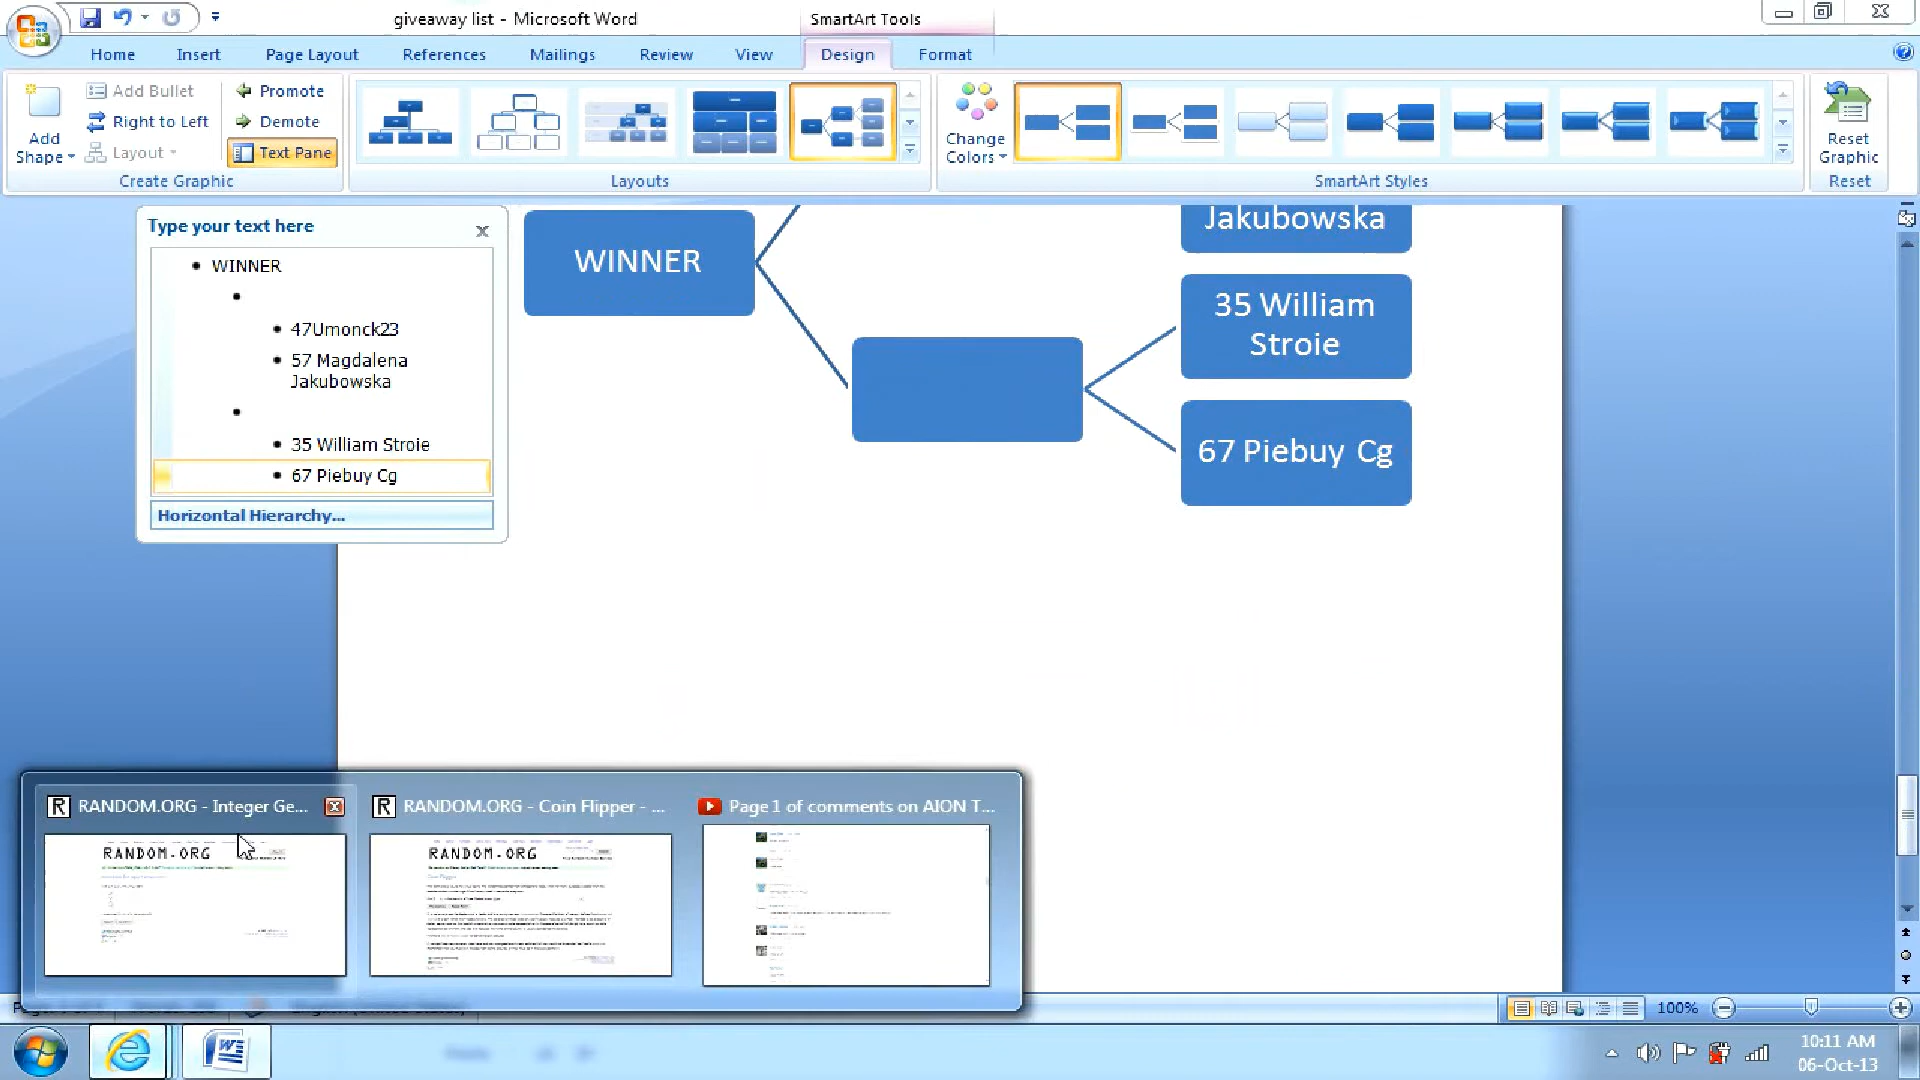 giveaway list - Microsoft Word
SmartArt Tools
Home
Insert
Page Layout
References
Mailings
Review
View
Design
Format
Add Shape
Add Bullet
Right to Left
Layout
Promote
Demote
Text Pane
Create Graphic
Layouts
Change Colors
SmartArt Styles
Reset Graphic
Reset
Type your text here
WINNER
47Umonck23
57 Magdalena
Jakubowska
35 William Stroie
67 Piebuy Cg
Horizontal Hierarchy...
WINNER
Jakubowska
35 William
Stroie
67 Piebuy Cg
RANDOM.ORG - Integer Ge...
RANDOM.ORG - Coin Flipper - ...
Page 1 of comments on AION T...
RANDOM.ORG
RANDOM.ORG
100%
10:11 AM
06-Oct-13